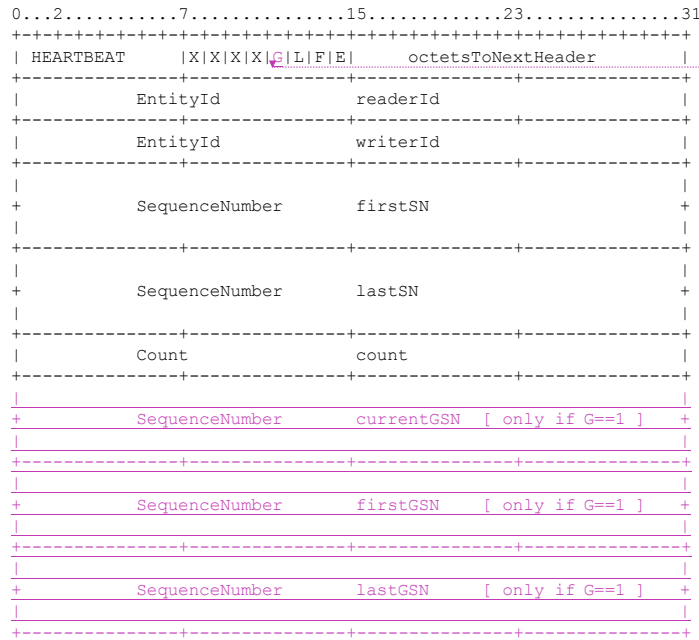 0...2...........7...............15.............23...............31
+-+-+-+-+-+-+-+-+-+-+-+-+-+-+-+-+-+-+-+-+-+-+-+-+-+-+-+-+-+-+-+-+
| HEARTBEAT |X|X|X|X|G|L|F|E| octetsToNextHeader |
+---------------+---------------+---------------+---------------+
| EntityId readerId |
+---------------+---------------+---------------+---------------+
| EntityId writerId |
+---------------+---------------+---------------+---------------+
| |
+ SequenceNumber firstSN +
| |
+---------------+---------------+---------------+---------------+
| |
+ SequenceNumber lastSN +
| |
+---------------+---------------+---------------+---------------+
| Count count |
+---------------+---------------+---------------+---------------+
| |
+ SequenceNumber currentGSN [ only if G==1 ] +
| |
+---------------+---------------+---------------+---------------+
| |
+ SequenceNumber firstGSN [ only if G==1 ] +
| |
+---------------+---------------+---------------+---------------+
| |
+ SequenceNumber lastGSN [ only if G==1 ] +
| |
+---------------+---------------+---------------+---------------+